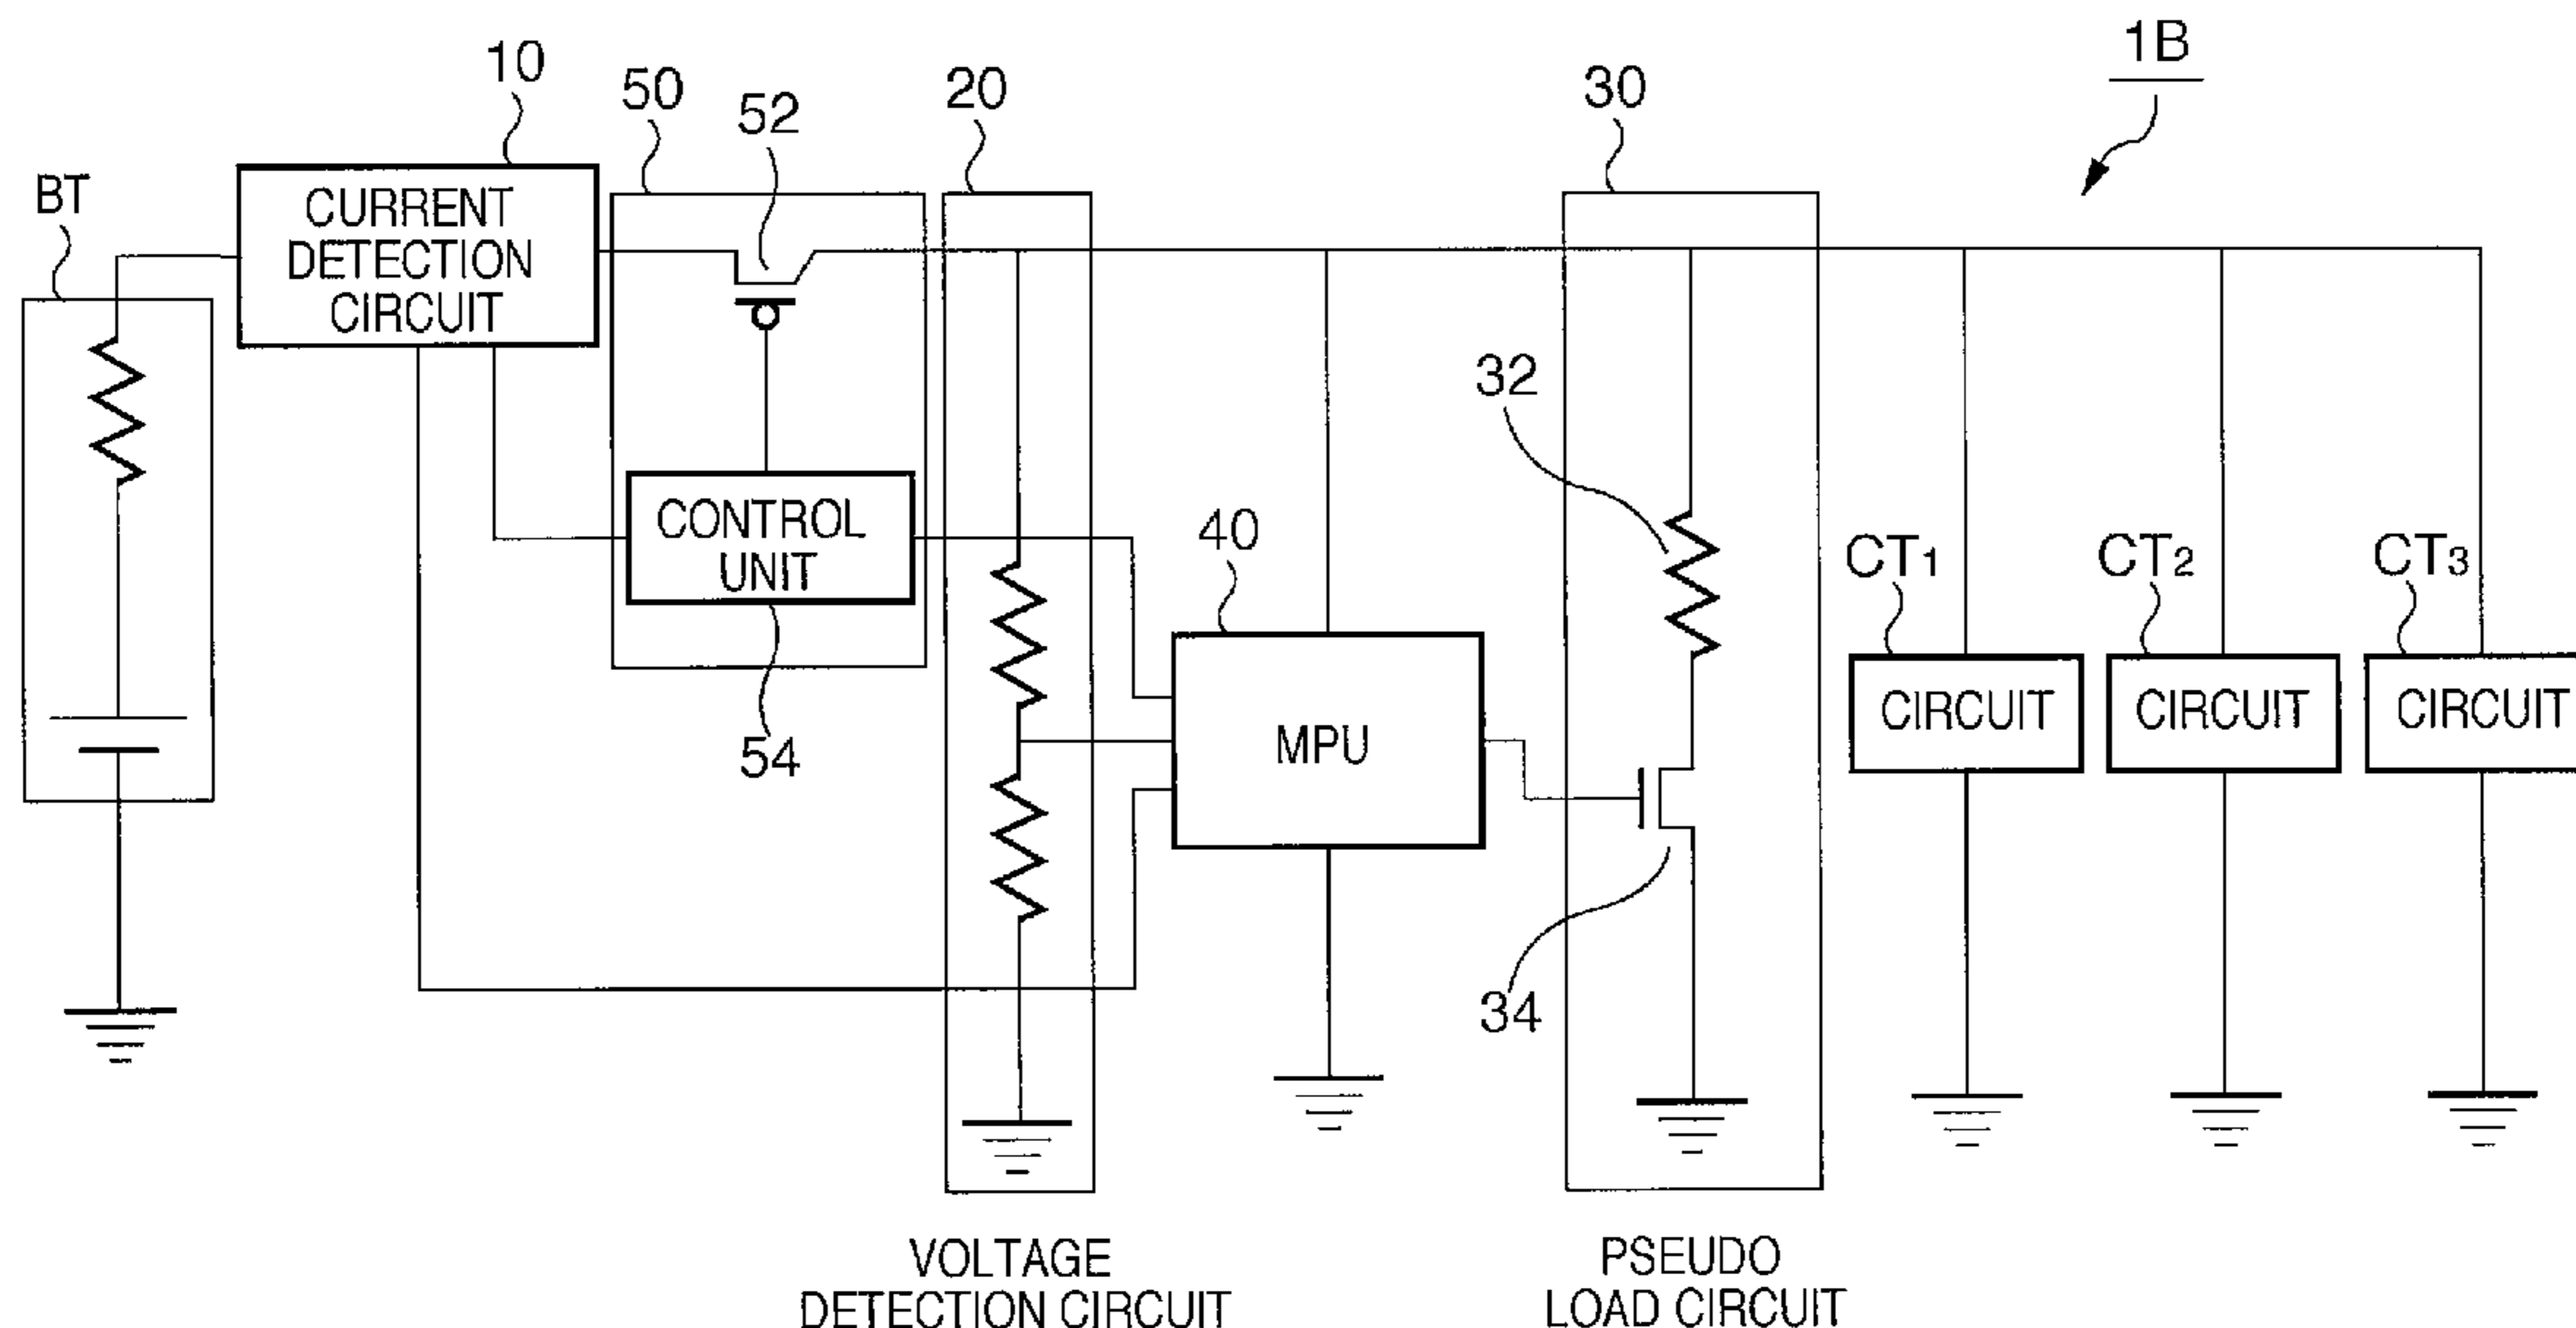 1B
10
50
52
20
30
BT
CURRENT
DETECTION
CIRCUIT
32
CONTROL
UNIT
40
CT1
CT2
CT3
MPU
CIRCUIT
CIRCUIT
CIRCUIT
54
34
VOLTAGE
DETECTION CIRCUIT
PSEUDO
LOAD CIRCUIT